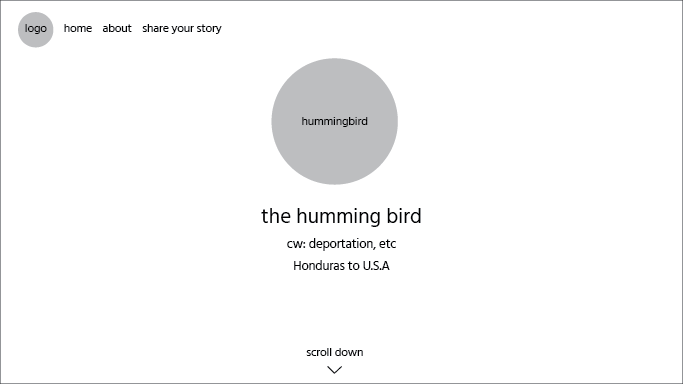 logo home about share your story
hummingbird
the humming bird
cw: deportation, etc
Honduras to U.S.A
scroll down